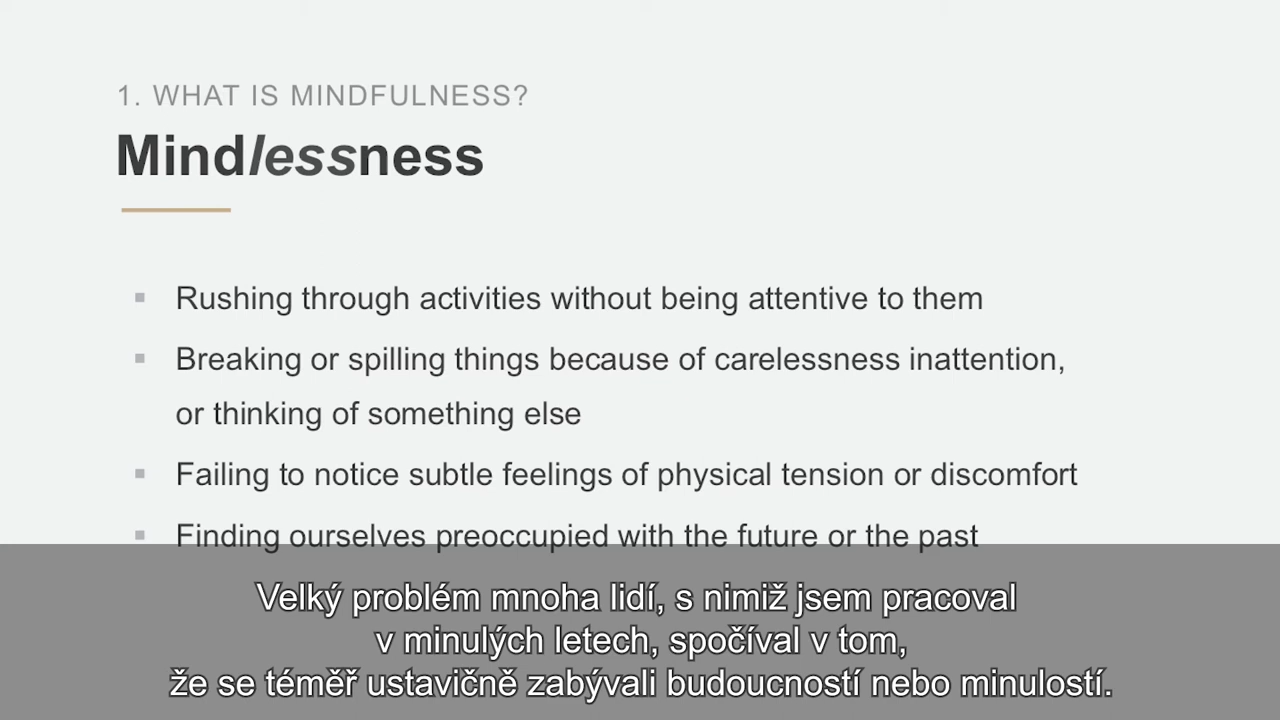 1. WHAT IS MINDFULNESS?
Mindlessness
Rushing through activities without being attentive to them
Breaking or spilling things because of carelessness inattention,
or thinking of something else
Failing to notice subtle feelings of physical tension or discomfort
Finding ourselves preoccupied with the future or the past
Velký problém mnoha lidí, s nimiž jsem pracoval
v minulých letech, spočíval v tom,
že se téměř ustavičně zabývali budoucností nebo minulostí.